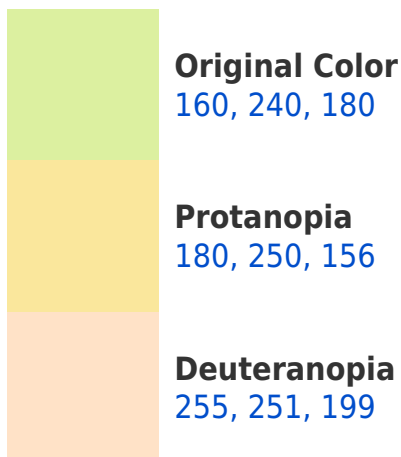 Original Color
160, 240, 180
Protanopia
180, 250, 156
Deuteranopia
255, 251, 199